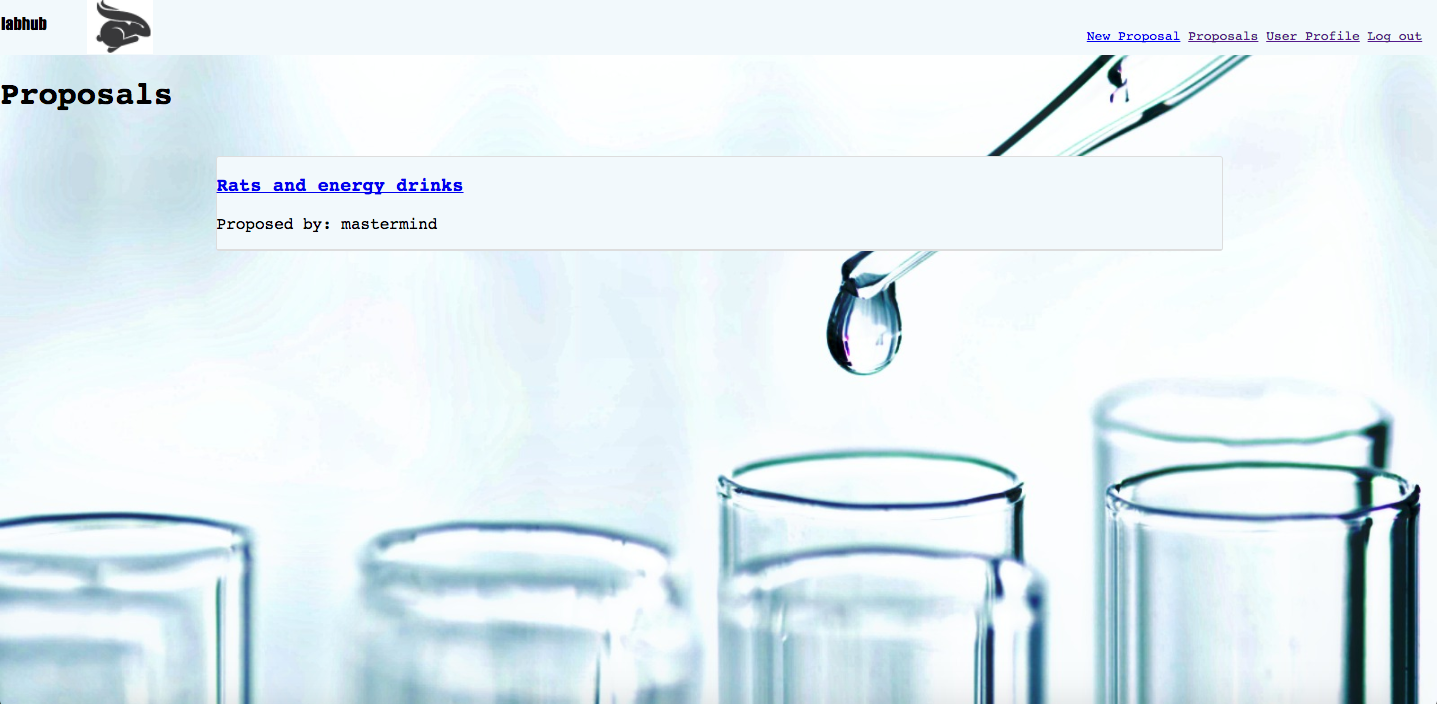 labhub
New Proposal Proposals User Profile Log out
Proposals
Rats and energy drinks
Proposed by: mastermind